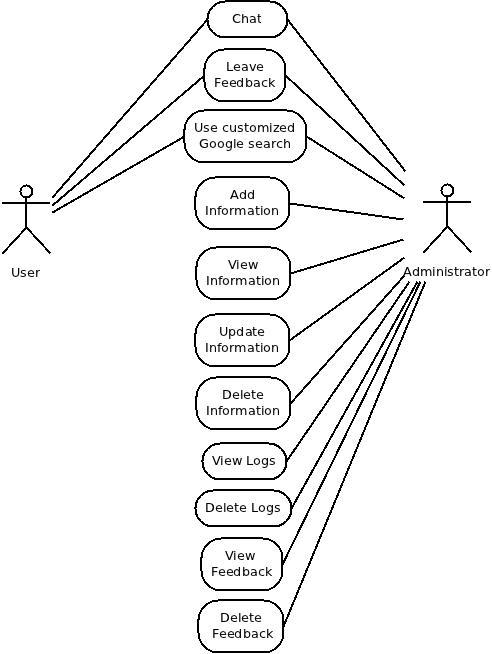 Chat
Leave
Feedback
Use customized
Google search
Add
Information
User
View
Information
Administrator
Update
Information
Delete
Information
View Logs
Delete Logs
View
Feedback
Delete
Feedback